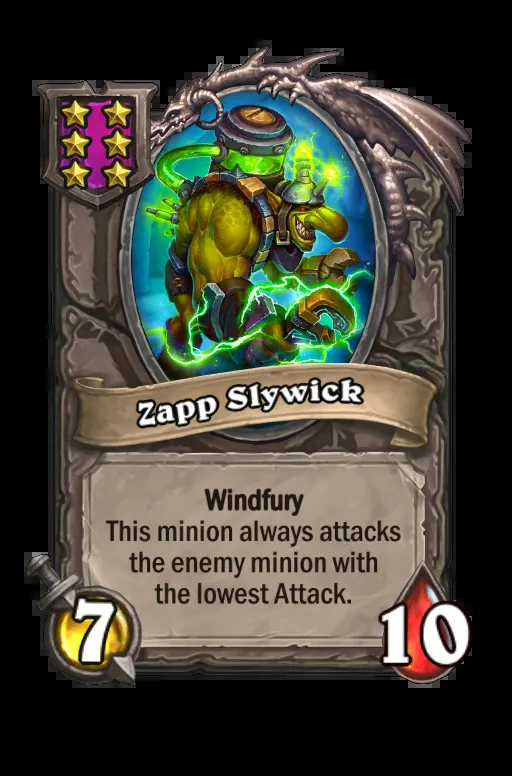 Zapp Slywick
Windfury
This minion always attacks
the enemy minion with
the lowest Attack.
7
10